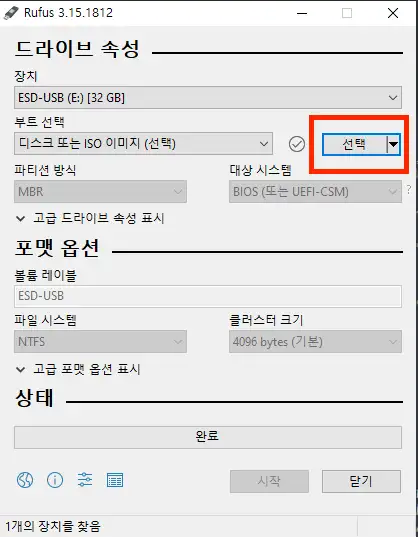 Rufus 3.15.1812
드라이브 속성
장치
ESD-USB (E:) [32 GB]
부트 선택
디스크 또는 ISO 이미지 (선택)
선택
파티션 방식
대상 시스템
MBR
BIOS (또는 UEFI-CSM)
?
고급 드라이브 속성 표시
포맷 옵션
볼륨 레이블
ESD-USB
파일 시스템
클러스터 크기
NTFS
4096 bytes (기본)
고급 포맷 옵션 표시
상태
완료
시작
닫기
1개의 장치를 찾음